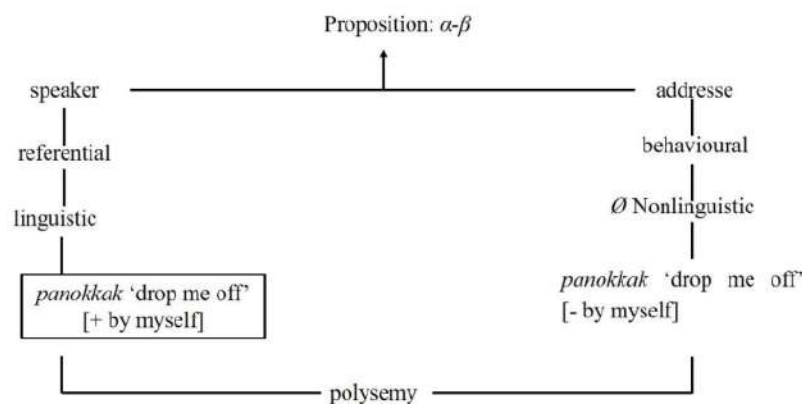 Proposition: α-β
speaker
addresse
referential
behavioural
linguistic
Ø Nonlinguistic
panokkak ‘drop me off’
[+ by myself]
panokkak ‘drop me off’
[- by myself]
polysemy